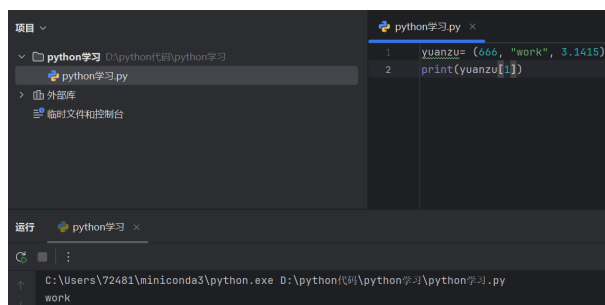 项目
python学习 D:\python代码\python学习
python学习.py
外部库
临时文件和控制台
python学习.py
1 yuanzu= (666, "work", 3.1415)
2 print(yuanzu[1])
运行 python学习
C:\Users\72481\miniconda3\python.exe D:\python代码\python学习\python学习.py
work